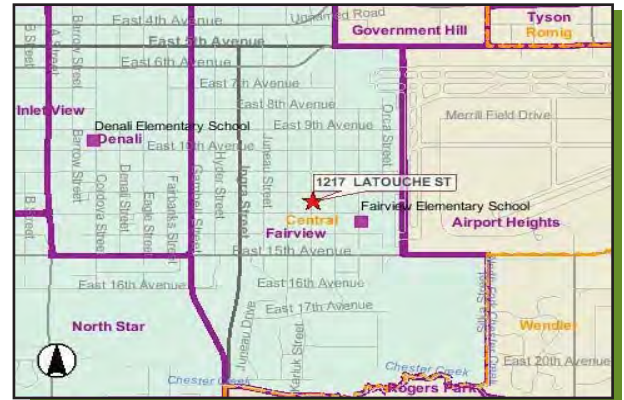 East 4th Avenue
Unnamed Road
Tyson
Romig
Government Hill
East 5th Avenue
East 6th Avenue
B Street
A Street
Barrow Street
East 7th Avenue
East 8th Avenue
Merrill Field Drive
Inlet View
Denali Elementary School
Denali
East 9th Avenue
East 10th Avenue
Orca Street
Juneau Street
Hyder Street
Ingra Street
Gambell Street
Fairbanks Street
Eagle Street
Denali Street
Cordova Street
Barrow Street
B Street
1217 LATOUCHE ST
Fairview Elementary School
Central
Fairview
Airport Heights
East 15th Avenue
East 16th Avenue
East 16th Avenue
East 17th Avenue
North Star
Juneau Drive
Karluk Street
Wendler
East 20th Avenue
Chester Creek
Chester Creek
Rogers Park